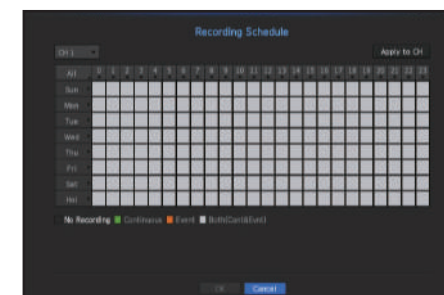 Recording Schedule
CH 1 Apply to CH
All 0 1 2 3 4 5 6 7 8 9 10 11 12 13 14 15 16 17 18 19 20 21 22 23
Sun
Mon
Tue
Wed
Thu
Fri
Sat
Hol
No Recording Continuous Event Both(Cont&Evnt)
OK Cancel